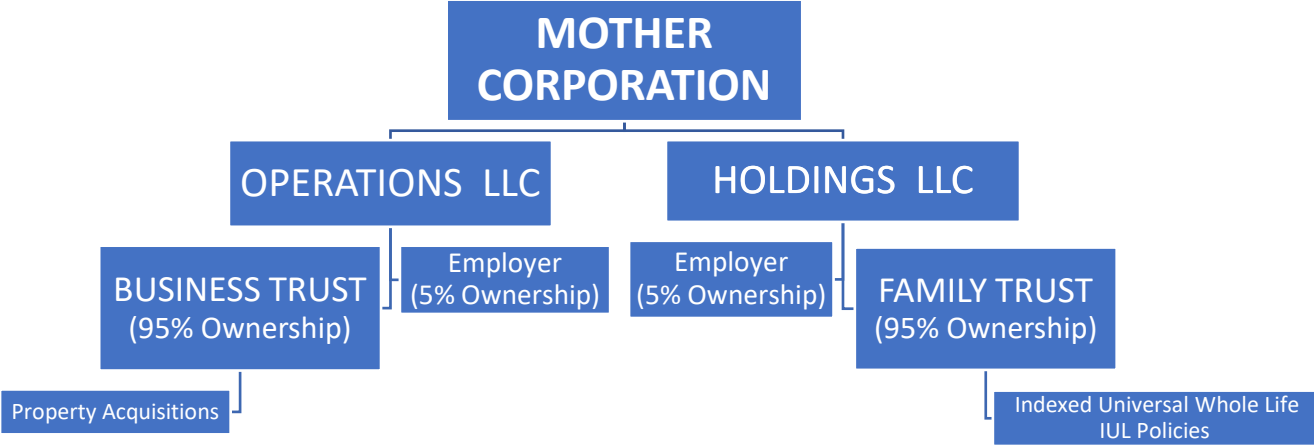 MOTHER
CORPORATION
OPERATIONS LLC
HOLDINGS LLC
BUSINESS TRUST
(95% Ownership)
Employer
(5% Ownership)
Employer
(5% Ownership)
FAMILY TRUST
(95% Ownership)
Property Acquisitions
Indexed Universal Whole Life
IUL Policies